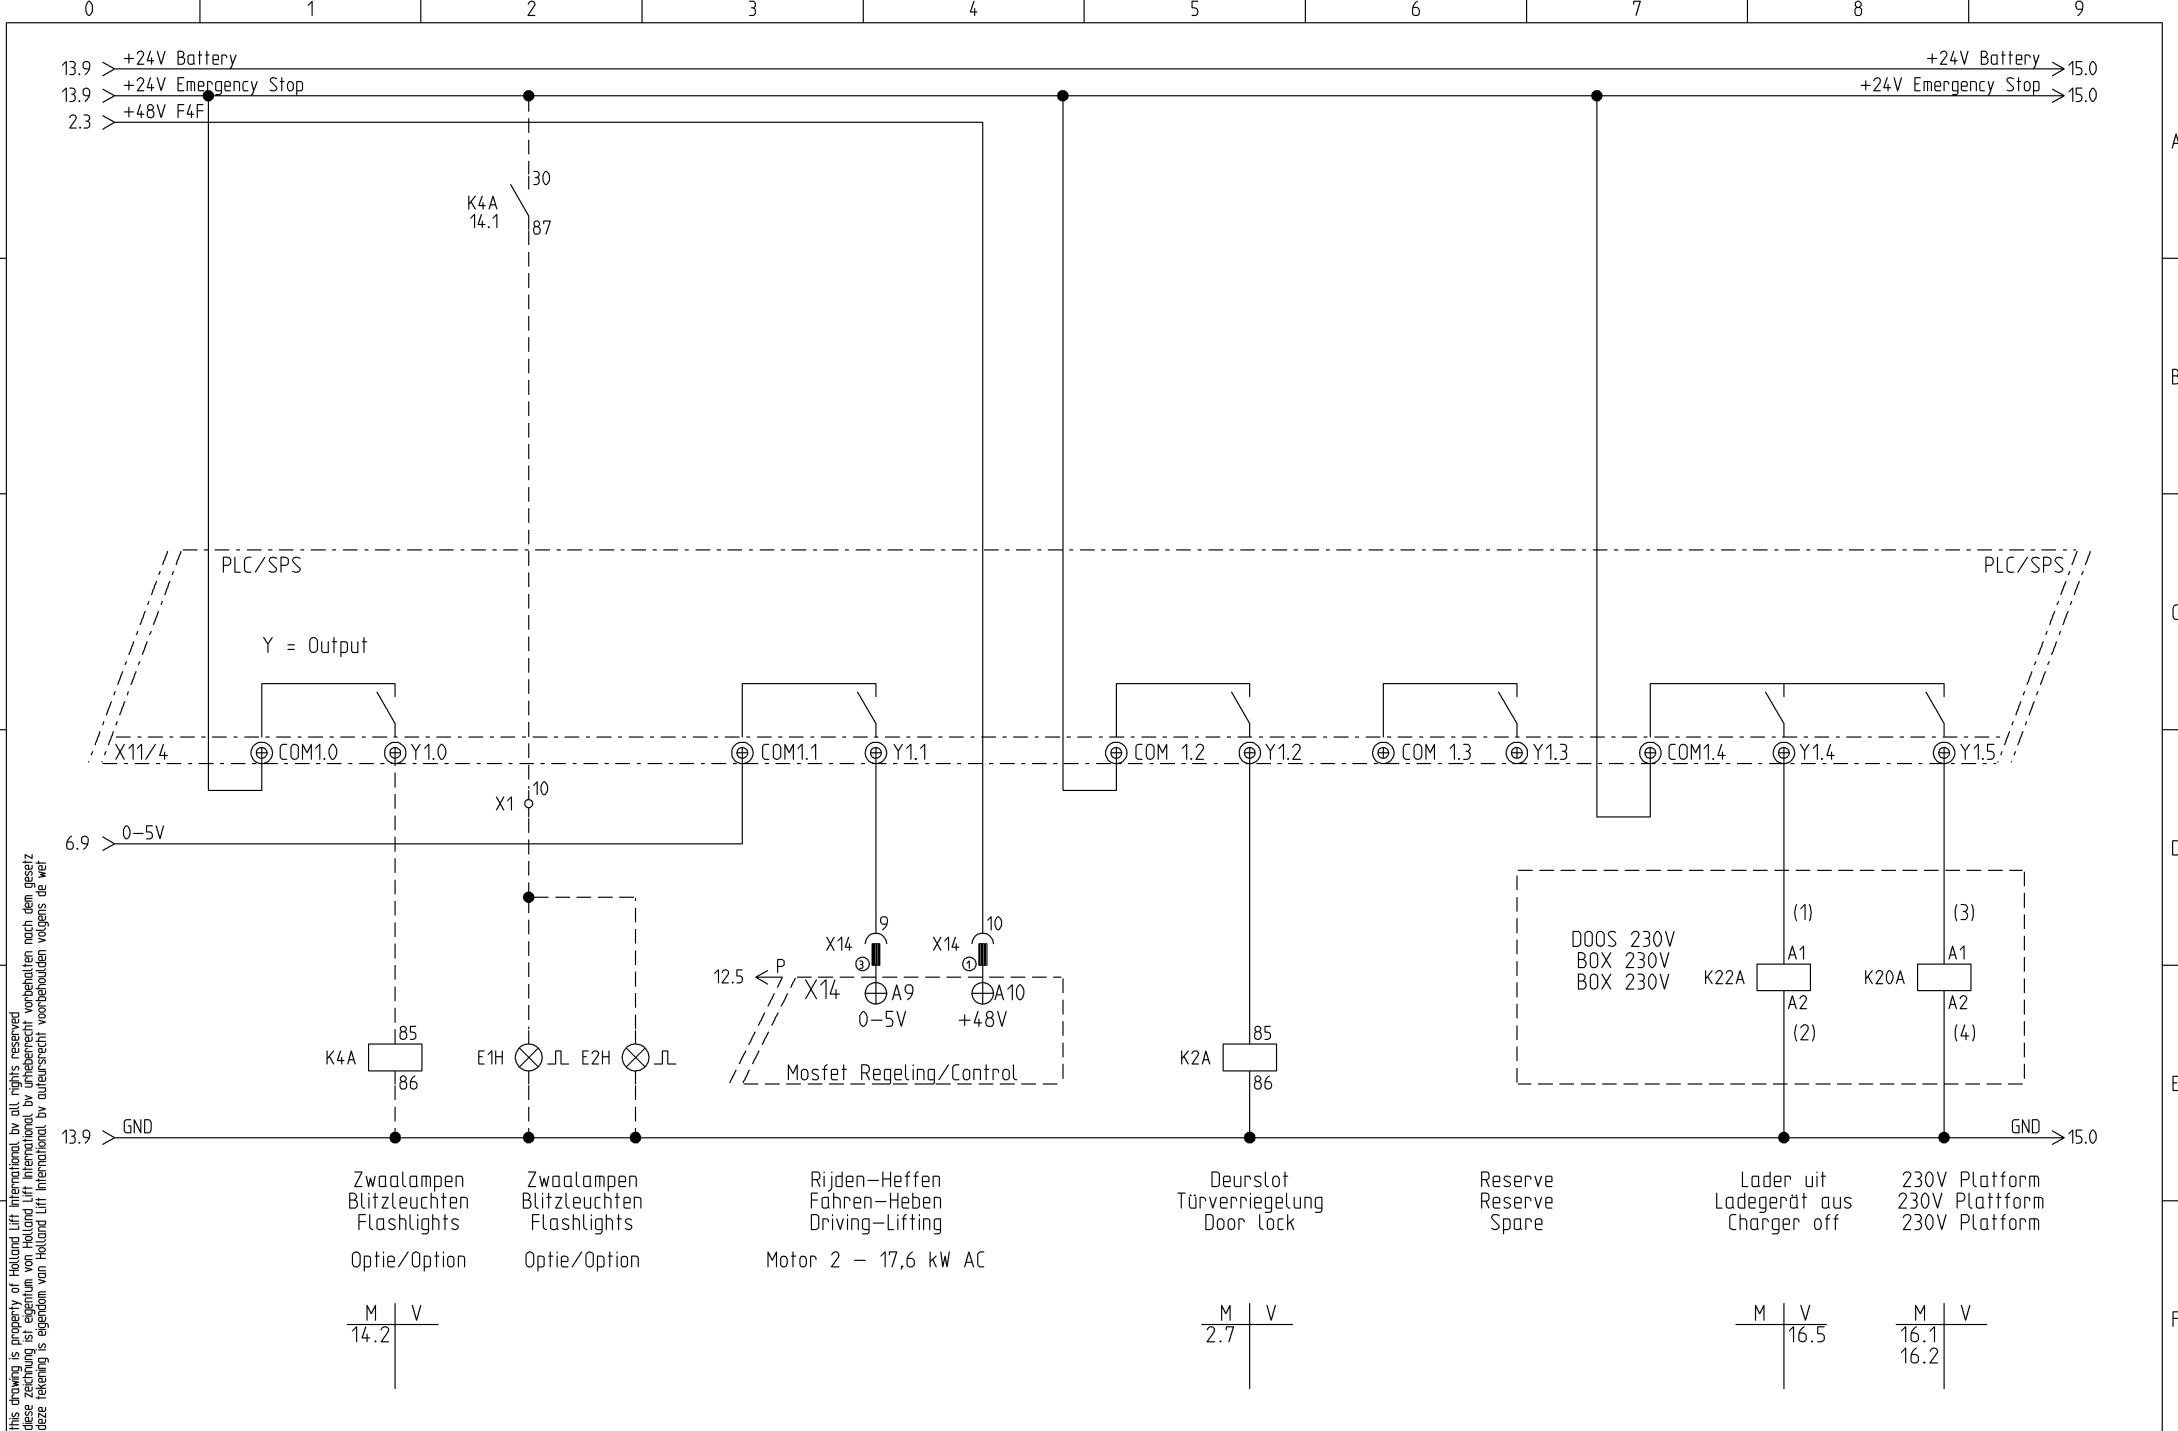 0 1 2 3 4 5 6 7 8 9
13.9 +24V Battery +24V Battery 15.0
13.9 +24V Emergency Stop +24V Emergency Stop 15.0
2.3 +48V F4F
A
30
K4A
14.1
87
B
PLC/SPS PLC/SPS
C
Y = Output
X11/4 COM1.0 Y1.0 COM1.1 Y1.1 COM 1.2 Y1.2 COM 1.3 Y1.3 COM1.4 Y1.4 Y1.5
10
X1
6.9 0-5V
D
9 10 (1) (3)
X14 X14
3 1
DOOS 230V
BOX 230V
BOX 230V
A1 A1
12.5 P
K22A K20A
X14 A9 A10
A2 A2
0-5V +48V
(2) (4)
85 85
K4A E1H E2H K2A
Mosfet Regeling/Control
86 86
E
13.9 GND GND 15.0
Zwaalampen
Blitzleuchten
Flashlights
Optie/Option
Zwaalampen
Blitzleuchten
Flashlights
Optie/Option
Rijden-Heffen
Fahren-Heben
Driving-Lifting
Motor 2 - 17,6 kW AC
Deurslot
Türverriegelung
Door lock
Reserve
Reserve
Spare
Lader uit
Ladegerät aus
Charger off
230V Platform
230V Plattform
230V Platform
M V
14.2
M V
2.7
M V
16.5
M V
16.1
16.2
F
this drawing is property of Holland Lift International bv all rights reserved
diese zeichnung ist eigentum von Holland Lift International bv urheberrecht vorbehalten nach dem gesetz
deze tekening is eigendom van Holland Lift International bv auteursrecht voorbehouden volgens de wet